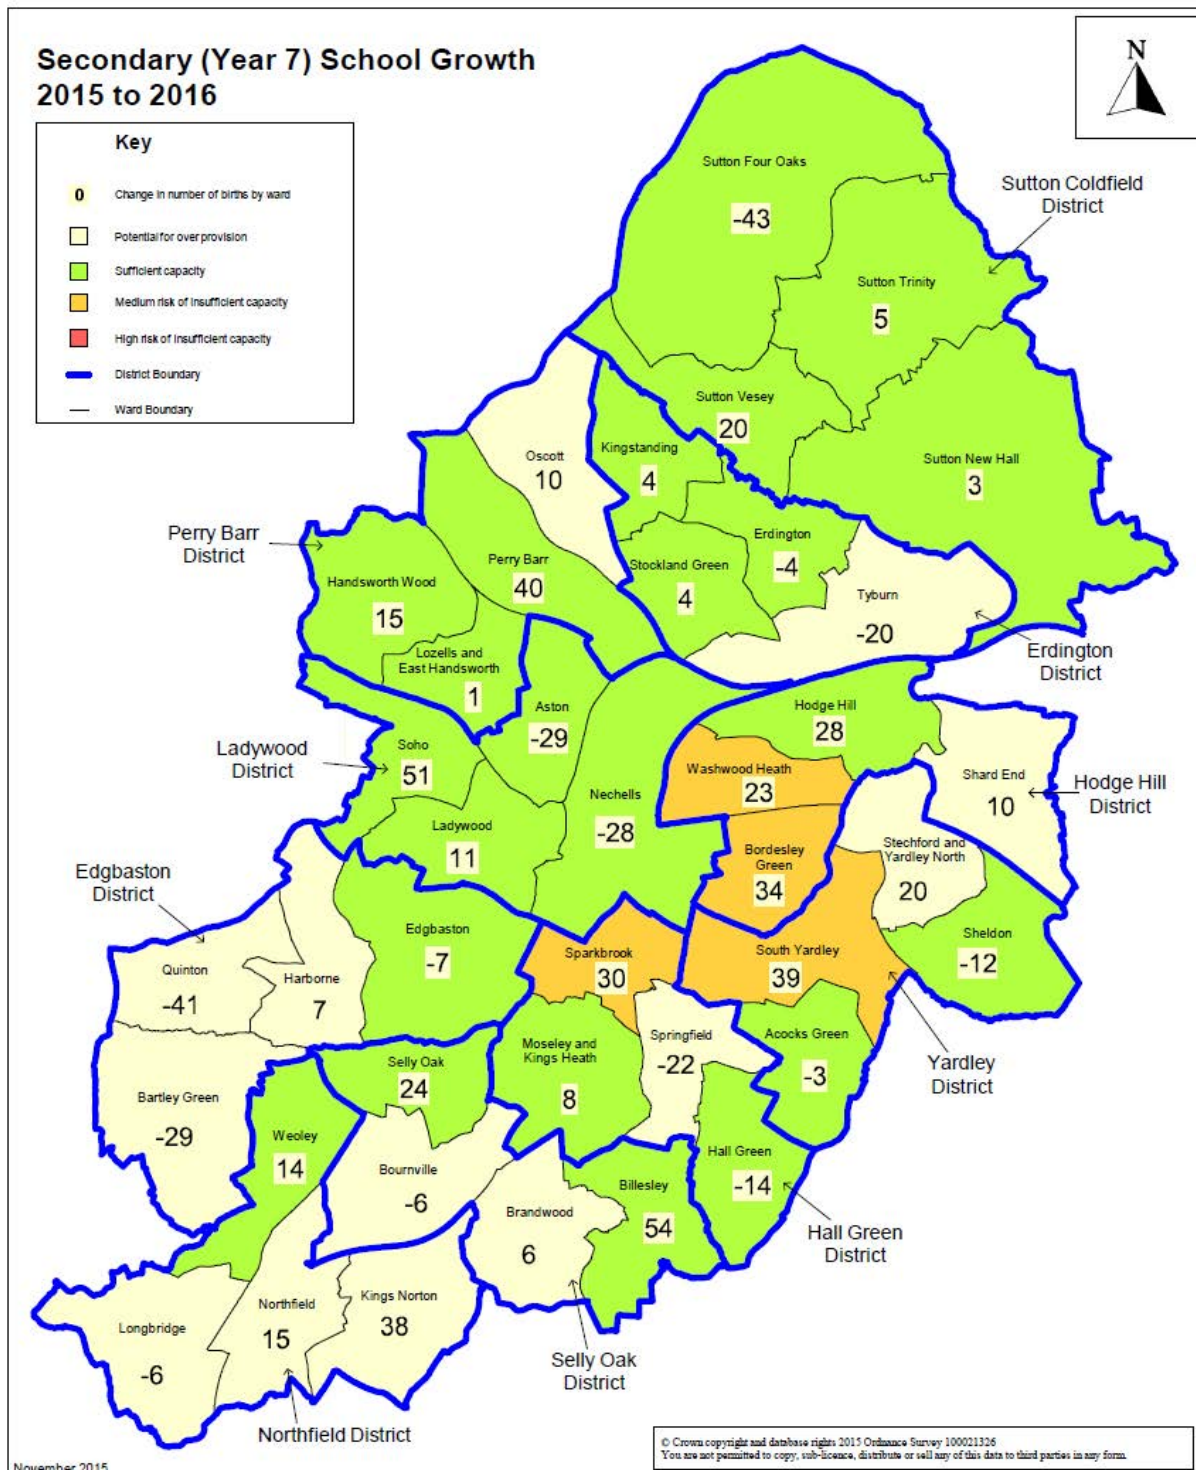 Secondary (Year 7) School Growth
2015 to 2016
N
Key
0 Change in number of births by ward
Potential for over provision
Sufficient capacity
Medium risk of insufficient capacity
High risk of insufficient capacity
District Boundary
Ward Boundary
Sutton Four Oaks
-43
Sutton Coldfield
District
Sutton Trinity
5
Sutton Vesey
20
Sutton New Hall
3
Oscott
10
Kingstanding
4
Perry Barr
District
Handsworth Wood
15
Perry Barr
40
Stockland Green
4
Erdington
-4
Tyburn
-20
Erdington
District
Lozells and
East Handsworth
1
Aston
-29
Hodge Hill
28
Ladywood
District
Soho
51
Washwood Heath
23
Shard End
10
Hodge Hill
District
Nechells
-28
Ladywood
11
Bordesley
Green
34
Stechford and
Yardley North
20
Edgbaston
District
Edgbaston
-7
Sheldon
-12
Quinton
-41
Harborne
7
Sparkbrook
30
South Yardley
39
Moseley and
Kings Heath
8
Springfield
-22
Acocks Green
-3
Yardley
District
Selly Oak
24
Bartley Green
-29
Weoley
14
Bournville
-6
Hall Green
-14
Billesley
54
Brandwood
6
Hall Green
District
Longbridge
-6
Northfield
15
Kings Norton
38
Selly Oak
District
Northfield District
© Crown copyright and database rights 2015 Ordnance Survey 100021326
You are not permitted to copy, sub-licence, distribute or sell any of this data to third parties in any form.
November 2015